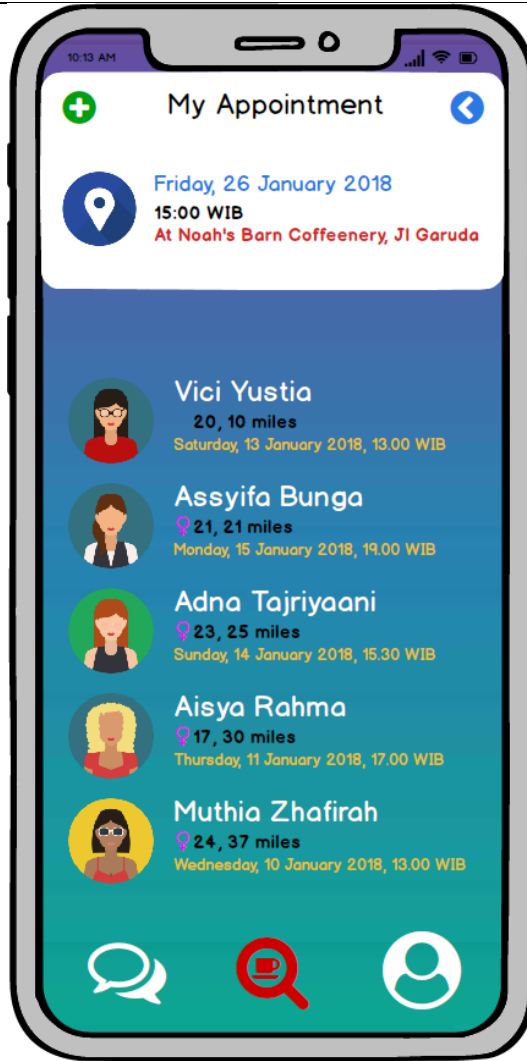 10:13 AM
My Appointment
Friday, 26 January 2018
15:00 WIB
At Noah's Barn Coffeenery, Jl Garuda
Vici Yustia
20, 10 miles
Saturday, 13 January 2018, 13.00 WIB
Assyifa Bunga
♀21, 21 miles
Monday, 15 January 2018, 19.00 WIB
Adna Tajriyaani
♀23, 25 miles
Sunday, 14 January 2018, 15.30 WIB
Aisya Rahma
♀17, 30 miles
Thursday, 11 January 2018, 17.00 WIB
Muthia Zhafirah
♀24, 37 miles
Wednesday, 10 January 2018, 13.00 WIB